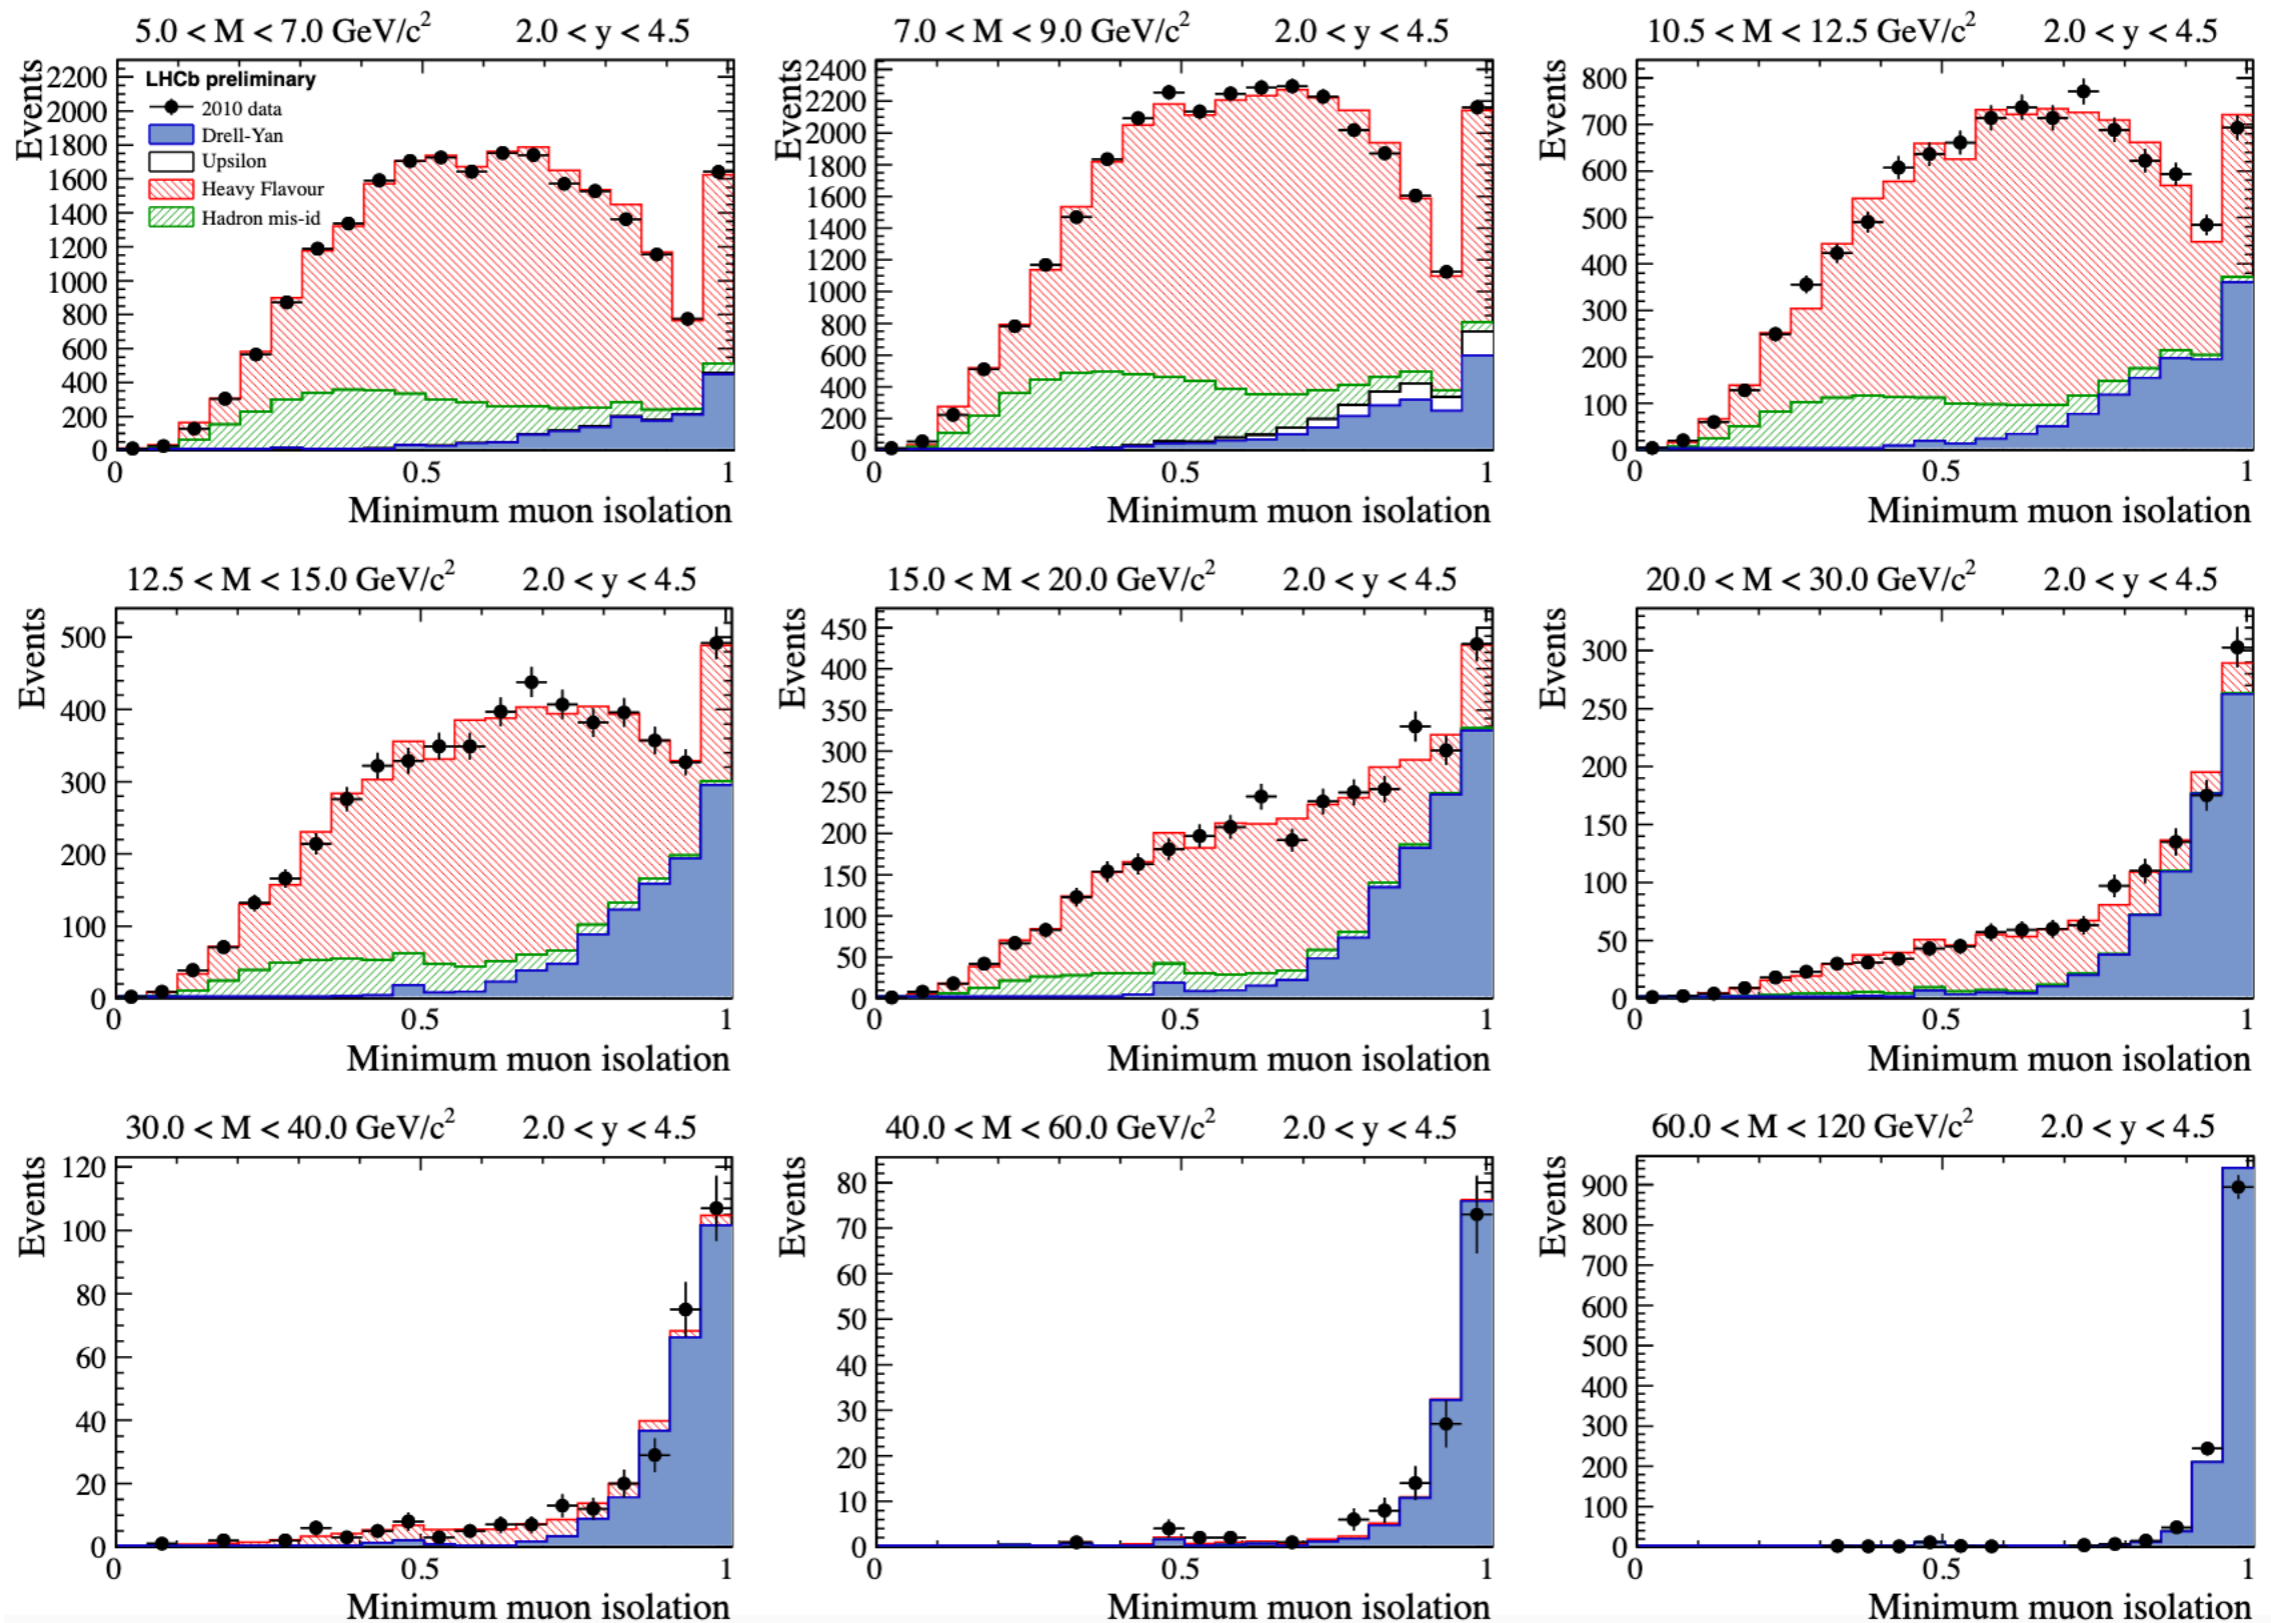 5.0 < M < 7.0 GeV/c² 2.0 < y < 4.5
Events
2200
2000
1800
1600
1400
1200
1000
800
600
400
200
0
LHCb preliminary
2010 data
Drell-Yan
Upsilon
Heavy Flavour
Hadron mis-id
0 0.5 1
Minimum muon isolation
7.0 < M < 9.0 GeV/c² 2.0 < y < 4.5
Events
2400
2200
2000
1800
1600
1400
1200
1000
800
600
400
200
0
0 0.5 1
Minimum muon isolation
10.5 < M < 12.5 GeV/c² 2.0 < y < 4.5
Events
800
700
600
500
400
300
200
100
0
0 0.5 1
Minimum muon isolation
12.5 < M < 15.0 GeV/c² 2.0 < y < 4.5
Events
500
400
300
200
100
0
0 0.5 1
Minimum muon isolation
15.0 < M < 20.0 GeV/c² 2.0 < y < 4.5
Events
450
400
350
300
250
200
150
100
50
0
0 0.5 1
Minimum muon isolation
20.0 < M < 30.0 GeV/c² 2.0 < y < 4.5
Events
300
250
200
150
100
50
0
0 0.5 1
Minimum muon isolation
30.0 < M < 40.0 GeV/c² 2.0 < y < 4.5
Events
120
100
80
60
40
20
0
0 0.5 1
Minimum muon isolation
40.0 < M < 60.0 GeV/c² 2.0 < y < 4.5
Events
80
70
60
50
40
30
20
10
0
0 0.5 1
Minimum muon isolation
60.0 < M < 120 GeV/c² 2.0 < y < 4.5
Events
900
800
700
600
500
400
300
200
100
0
0 0.5 1
Minimum muon isolation